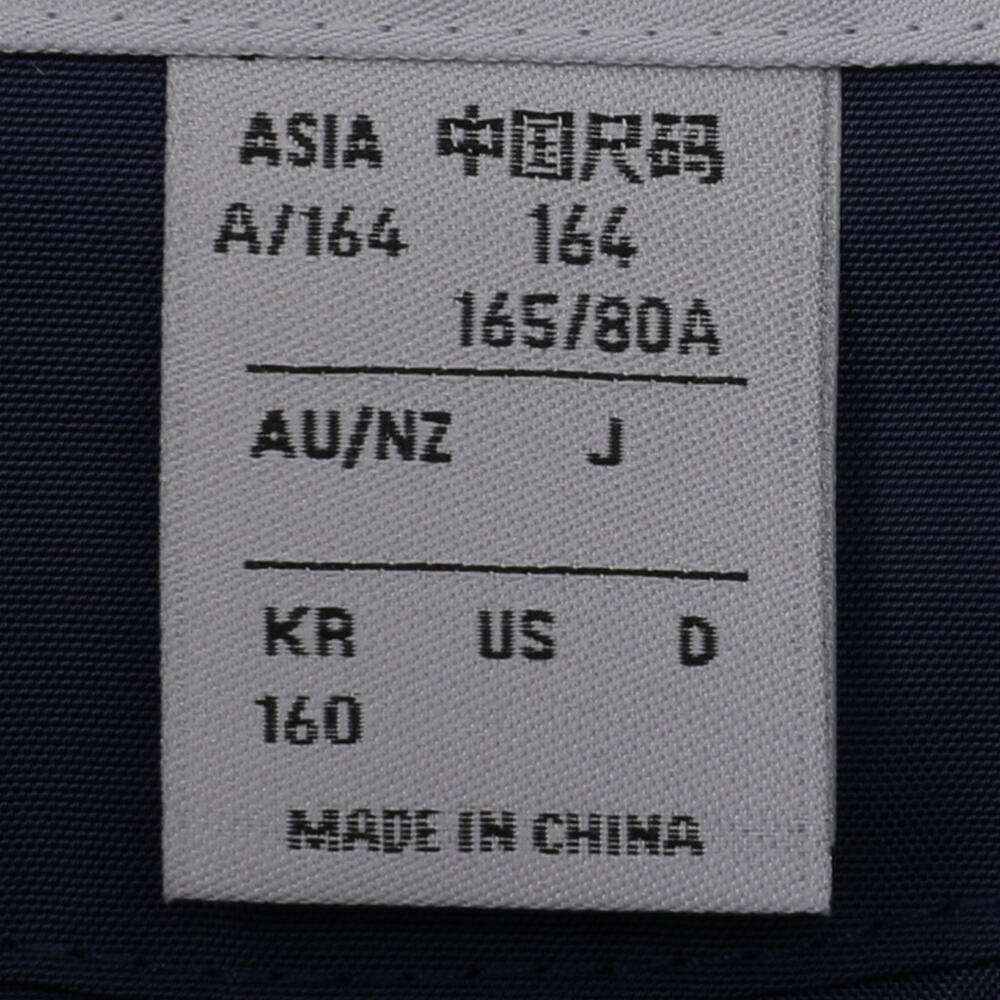 ASIA 中国尺码
A/164 164
165/80A
AU/NZ J
KR US D
160
MADE IN CHINA